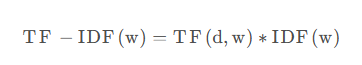 TF − IDF (w) = TF (d, w) ∗ IDF (w)